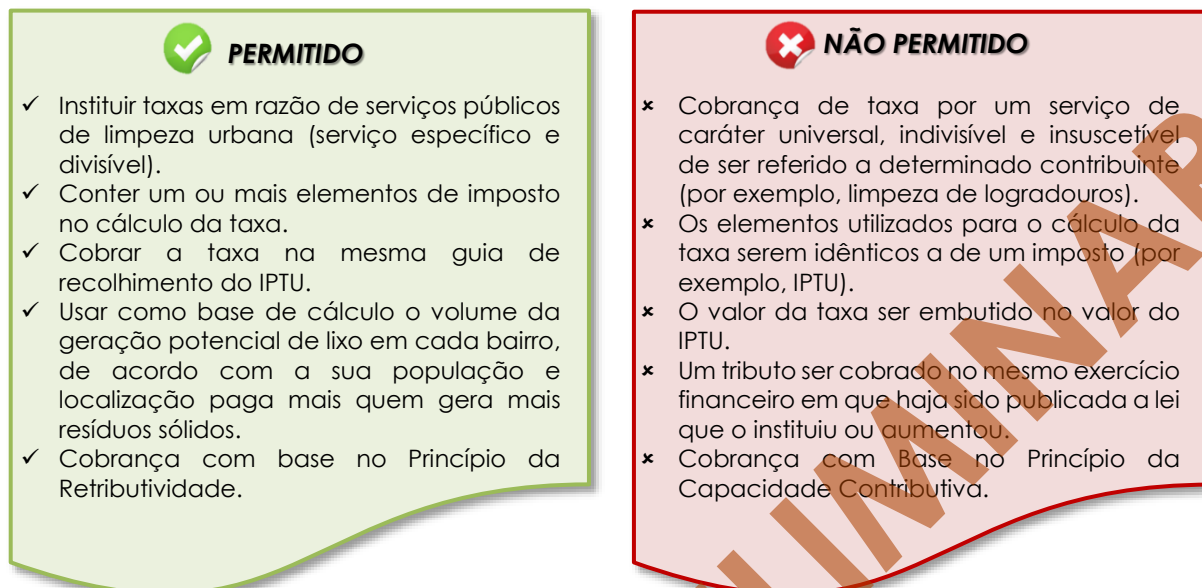 PERMITIDO
✓ Instituir taxas em razão de serviços públicos
de limpeza urbana (serviço específico e
divisível).
✓ Conter um ou mais elementos de imposto
no cálculo da taxa.
✓ Cobrar a taxa na mesma guia de
recolhimento do IPTU.
✓ Usar como base de cálculo o volume da
geração potencial de lixo em cada bairro,
de acordo com a sua população e
localização paga mais quem gera mais
resíduos sólidos.
✓ Cobrança com base no Princípio da
Retributividade.
NÃO PERMITIDO
× Cobrança de taxa por um serviço de
caráter universal, indivisível e insuscetível
de ser referido a determinado contribuinte
(por exemplo, limpeza de logradouros).
× Os elementos utilizados para o cálculo da
taxa serem idênticos a de um imposto (por
exemplo, IPTU).
× O valor da taxa ser embutido no valor do
IPTU.
× Um tributo ser cobrado no mesmo exercício
financeiro em que haja sido publicada a lei
que o instituiu ou aumentou.
× Cobrança com Base no Princípio da
Capacidade Contributiva.